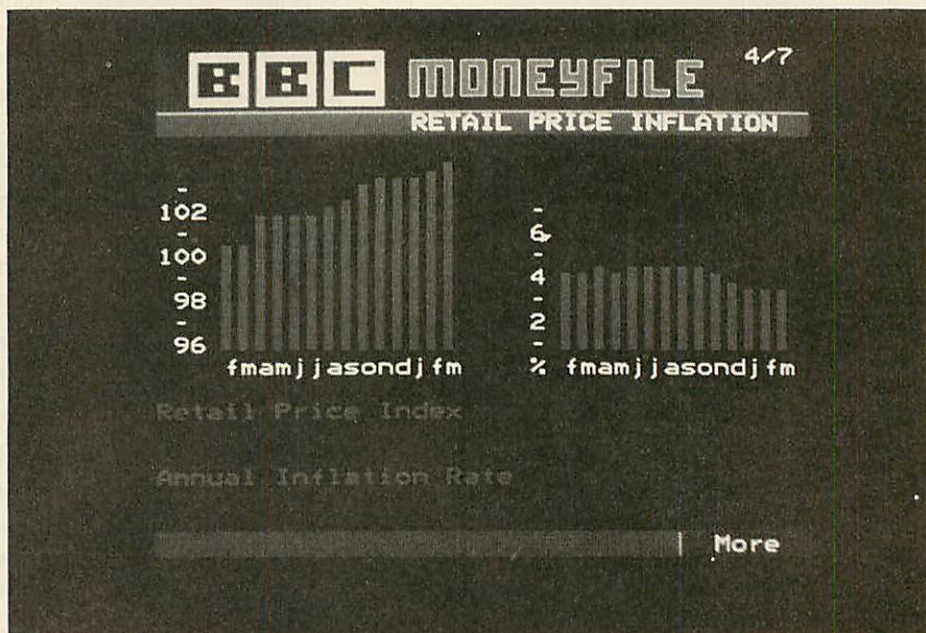 BBC MONEYFILE 4/7
RETAIL PRICE INFLATION
102
100
98
96
fmamjjasondjfm
6
4
2
% fmamjjasondjfm
Retail Price Index
Annual Inflation Rate
More